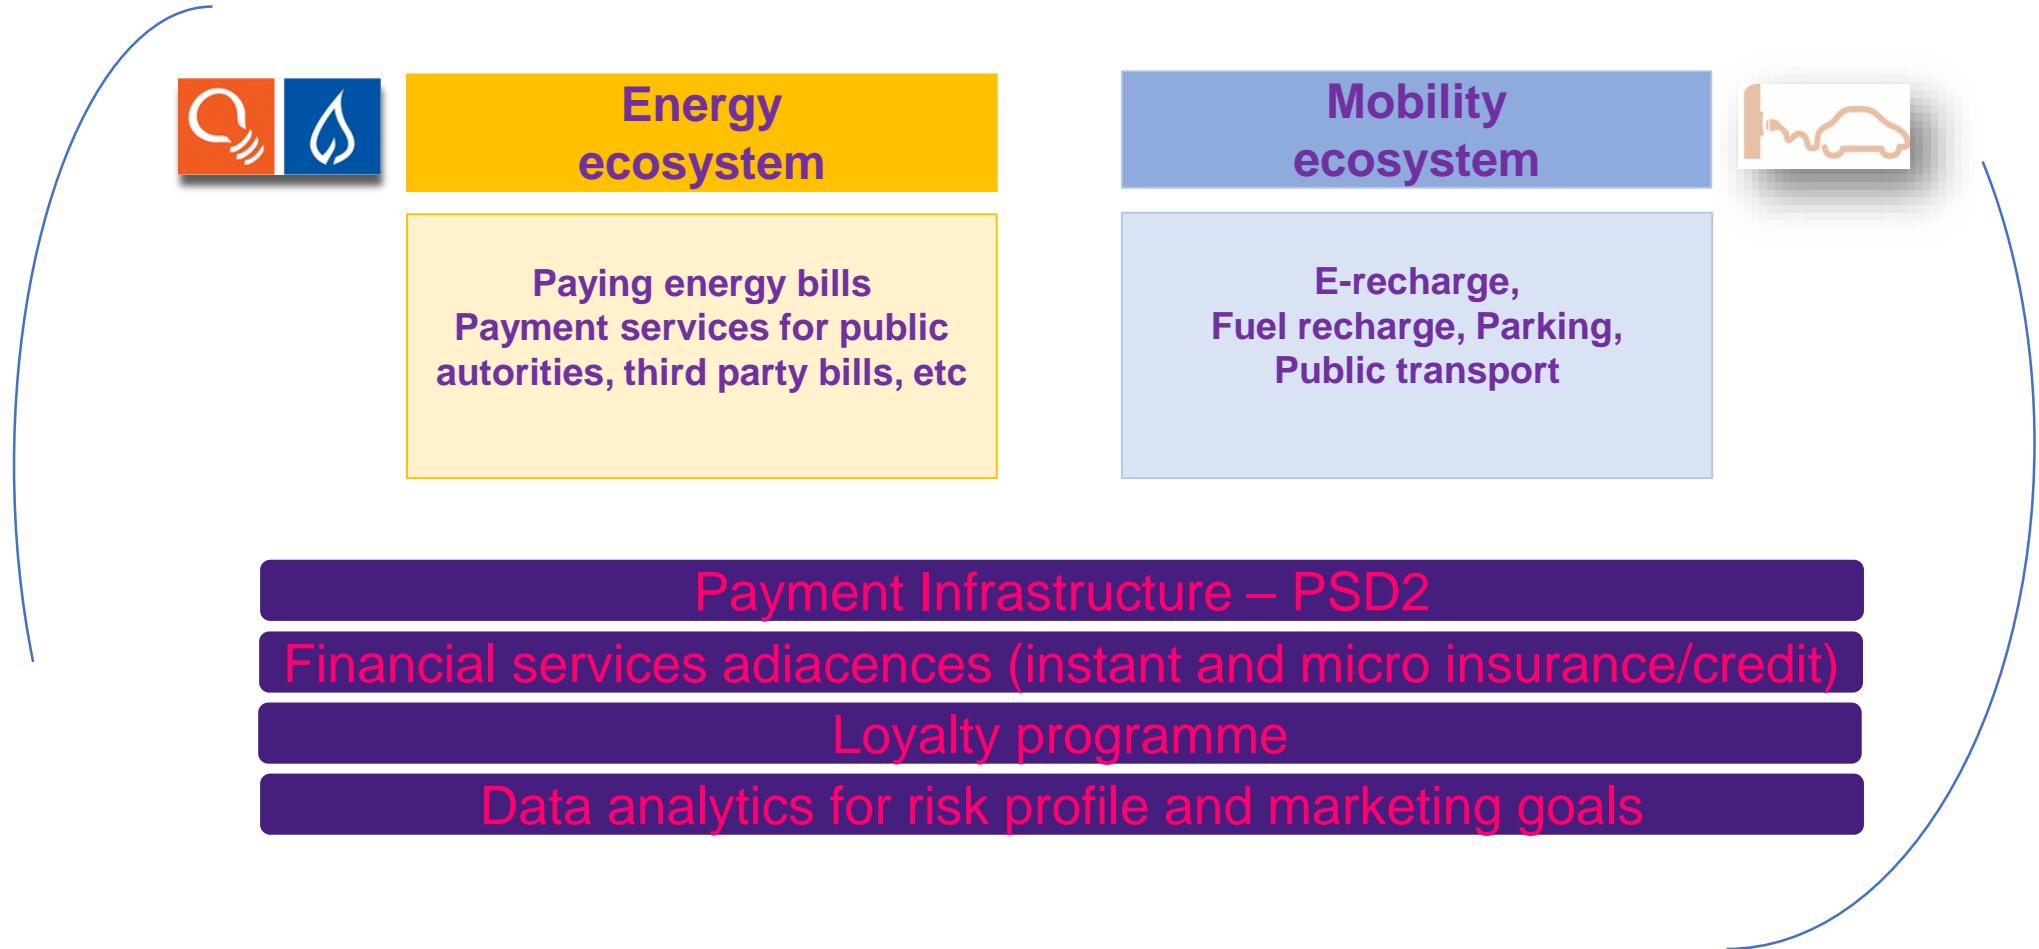 Energy
ecosystem
Mobility
ecosystem
Paying energy bills
Payment services for public
autorities, third party bills, etc
E-recharge,
Fuel recharge, Parking,
Public transport
Payment Infrastructure – PSD2
Financial services adiacences (instant and micro insurance/credit)
Loyalty programme
Data analytics for risk profile and marketing goals